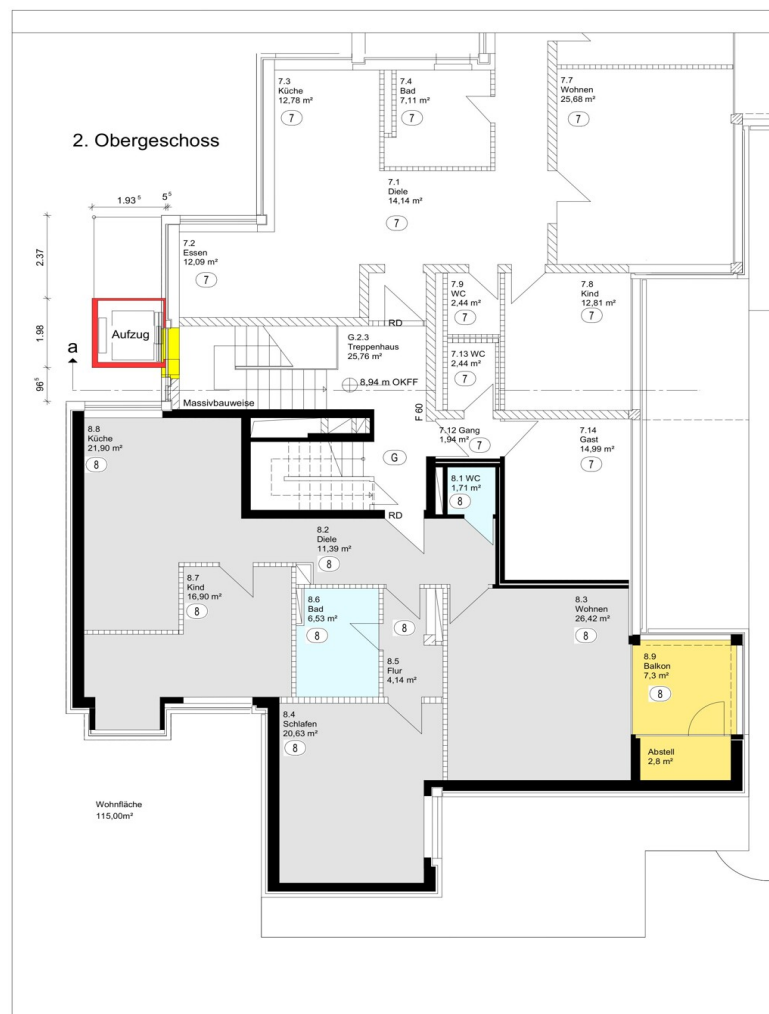 7.3
Küche
12,78 m²
7
7.4
Bad
7,11 m²
7
7.7
Wohnen
25,68 m²
7
2. Obergeschoss
7.1
Diele
14,14 m²
7
1.93⁵
5⁵
2.37
1.98
96⁵
7.2
Essen
12,09 m²
7
7.9
WC
2,44 m²
7
7.8
Kind
12,81 m²
7
Aufzug
a
RD
G.2.3
Treppenhaus
25,76 m²
7.13 WC
2,44 m²
7
8,94 m OKFF
Massivbauweise
F 60
7.12 Gang
1,94 m²
7
7.14
Gast
14,99 m²
7
8.8
Küche
21,90 m²
8
G
8.1 WC
1,71 m²
8
RD
8.2
Diele
11,39 m²
8
8.7
Kind
16,90 m²
8
8.6
Bad
6,53 m²
8
8
8.5
Flur
4,14 m²
8.3
Wohnen
26,42 m²
8
8.9
Balkon
7,3 m²
8
8.4
Schlafen
20,63 m²
8
Abstell
2,8 m²
Wohnfläche
115,00m²